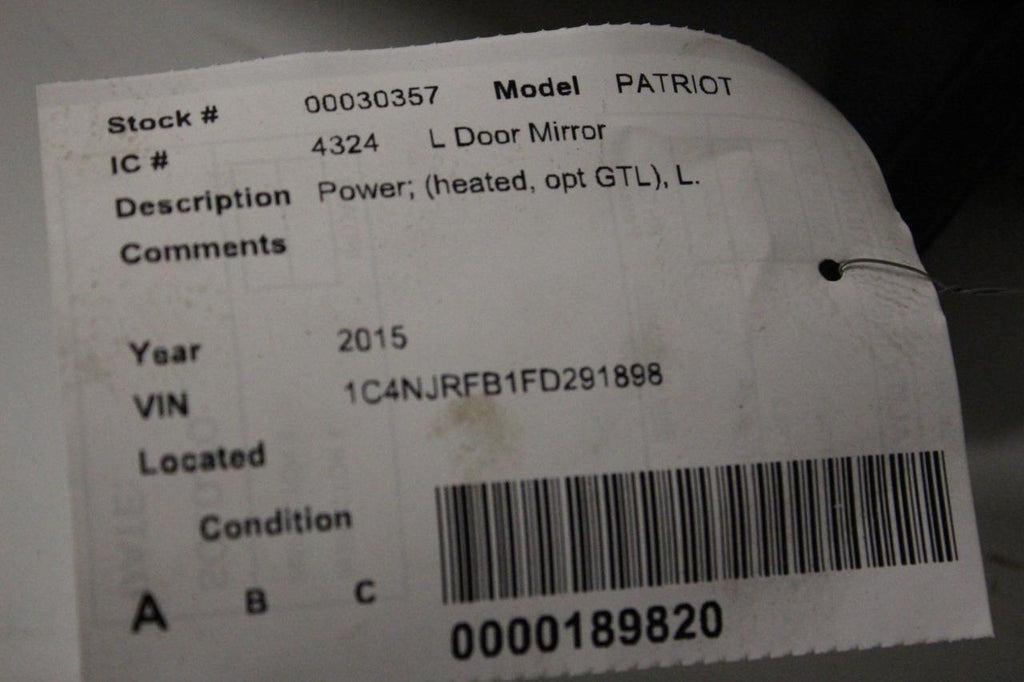 Stock # 00030357 Model PATRIOT
IC # 4324 L Door Mirror
Description Power; (heated, opt GTL), L.
Comments
Year 2015
VIN 1C4NJRFB1FD291898
Located
Condition
A B C
0000189820